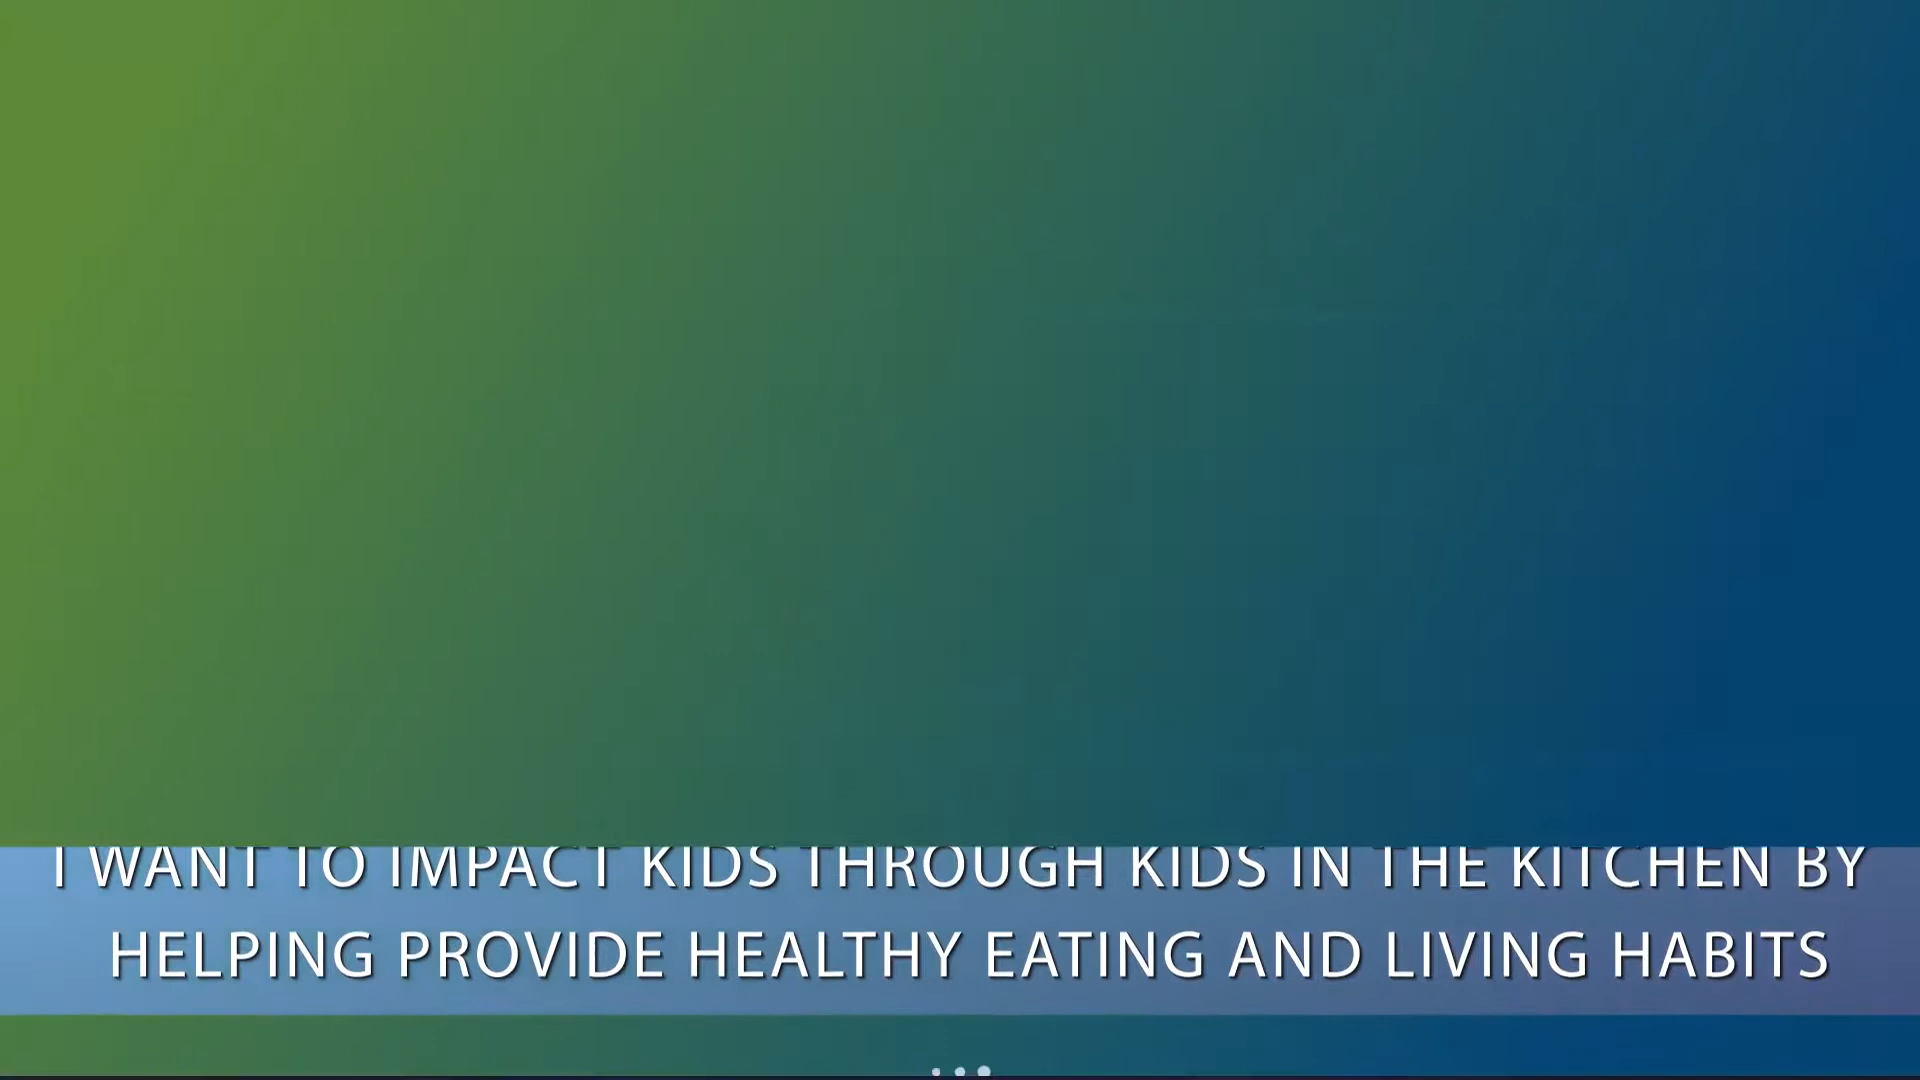 I WANT TO IMPACT KIDS THROUGH KIDS IN THE KITCHEN BY
HELPING PROVIDE HEALTHY EATING AND LIVING HABITS